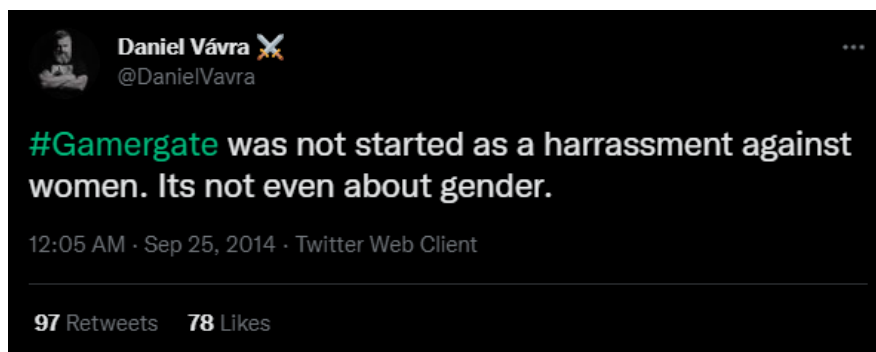 Daniel Vávra ⚔️
@DanielVavra
#Gamergate was not started as a harrassment against
women. Its not even about gender.
12:05 AM · Sep 25, 2014 · Twitter Web Client
97 Retweets 78 Likes